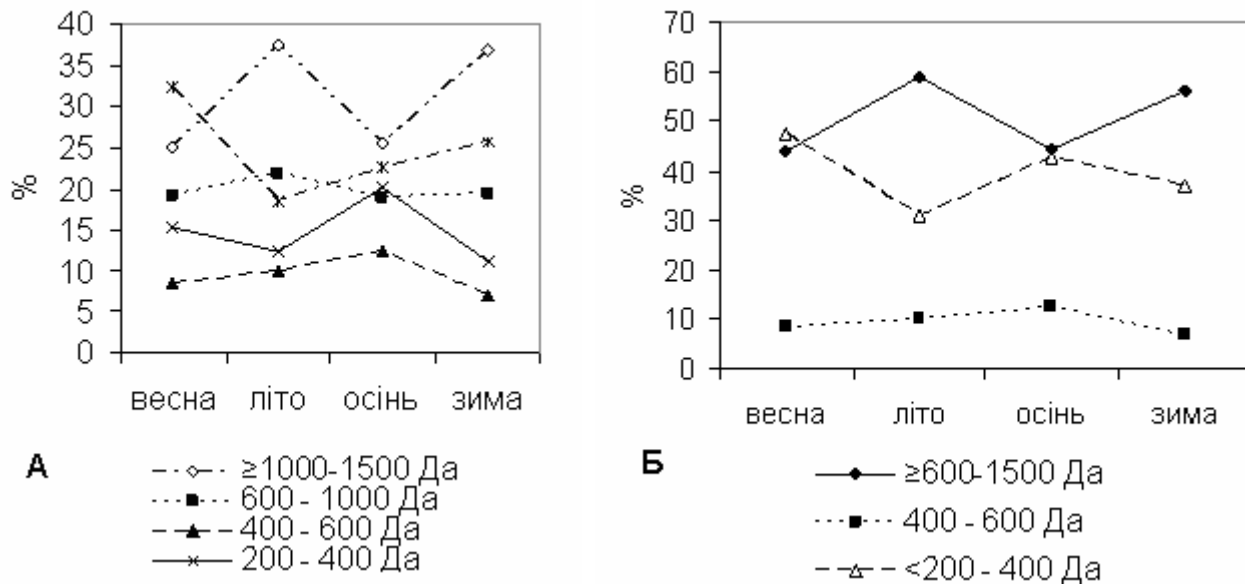 40
35
30
25
20
15
10
5
0
%
весна літо осінь зима
А
≥1000-1500 Да
600 - 1000 Да
400 - 600 Да
200 - 400 Да
70
60
50
40
30
20
10
0
%
весна літо осінь зима
Б
≥600-1500 Да
400 - 600 Да
<200 - 400 Да